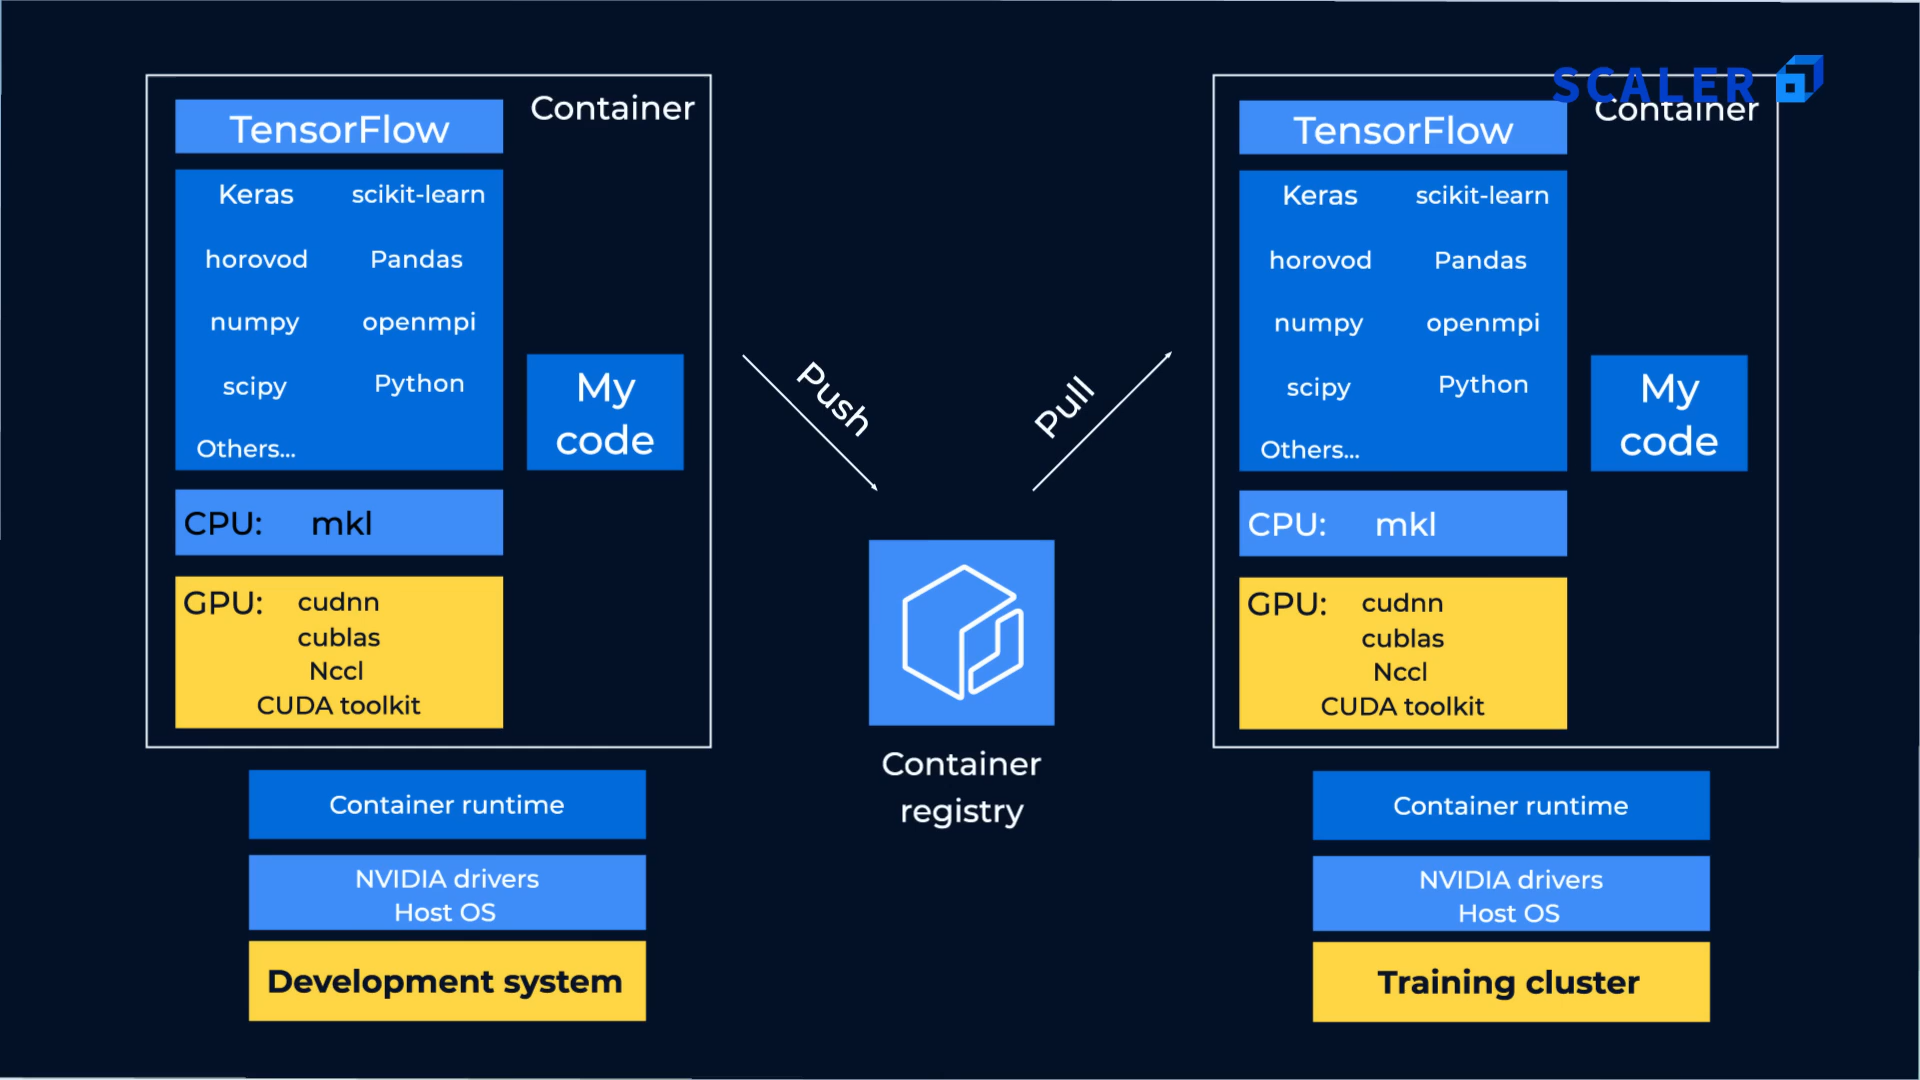 SCALER
Container
TensorFlow
Keras scikit-learn
horovod Pandas
numpy openmpi
scipy Python
Others...
My
code
CPU: mkl
GPU: cudnn
cublas
Nccl
CUDA toolkit
Container runtime
NVIDIA drivers
Host OS
Development system
Push
Pull
Container
registry
Container
TensorFlow
Keras scikit-learn
horovod Pandas
numpy openmpi
scipy Python
Others...
My
code
CPU: mkl
GPU: cudnn
cublas
Nccl
CUDA toolkit
Container runtime
NVIDIA drivers
Host OS
Training cluster